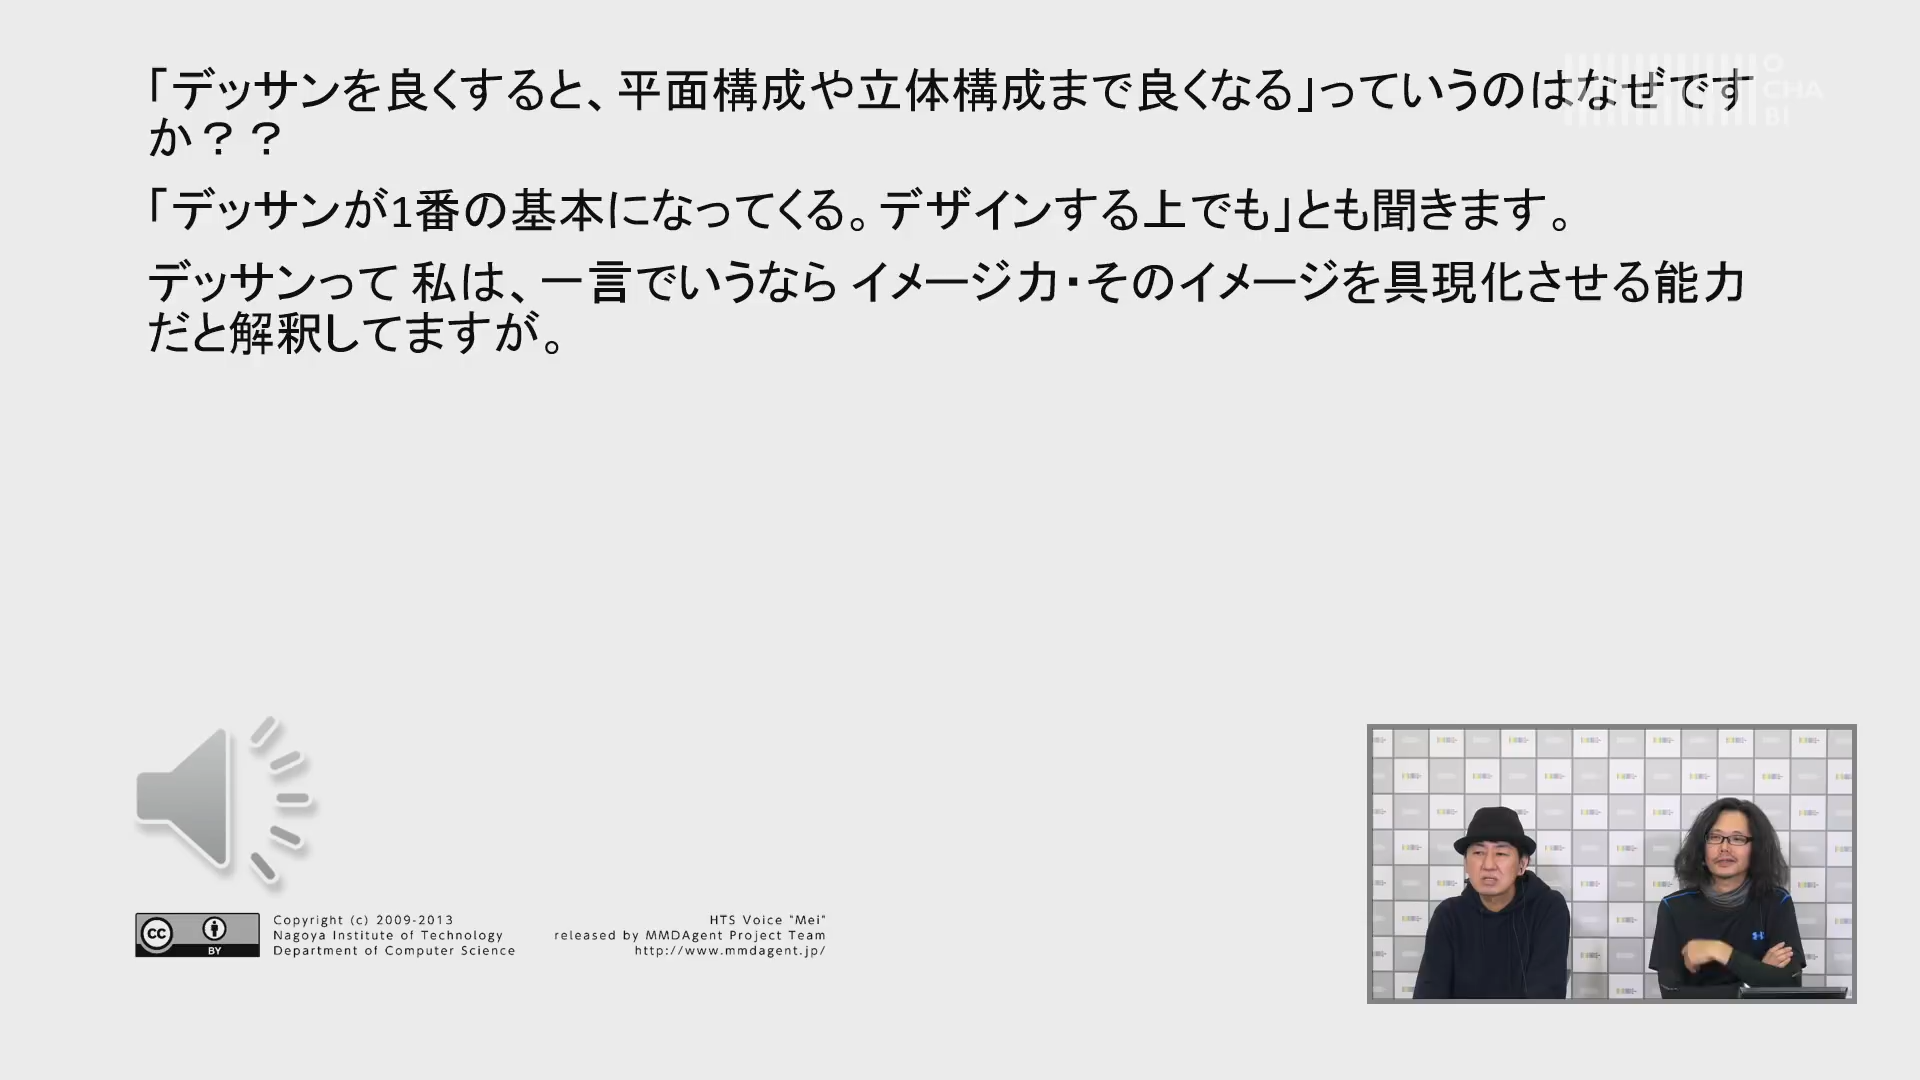 「デッサンを良くすると、平面構成や立体構成まで良くなる」っていうのはなぜです
か？？
「デッサンが1番の基本になってくる。デザインする上でも」とも聞きます。
デッサンって 私は、一言でいうなら イメージ力・そのイメージを具現化させる能力
だと解釈してますが。
O
CHA
BI
cc
BY
Copyright (c) 2009-2013
Nagoya Institute of Technology
Department of Computer Science
HTS Voice "Mei"
released by MMDAgent Project Team
http://www.mmdagent.jp/